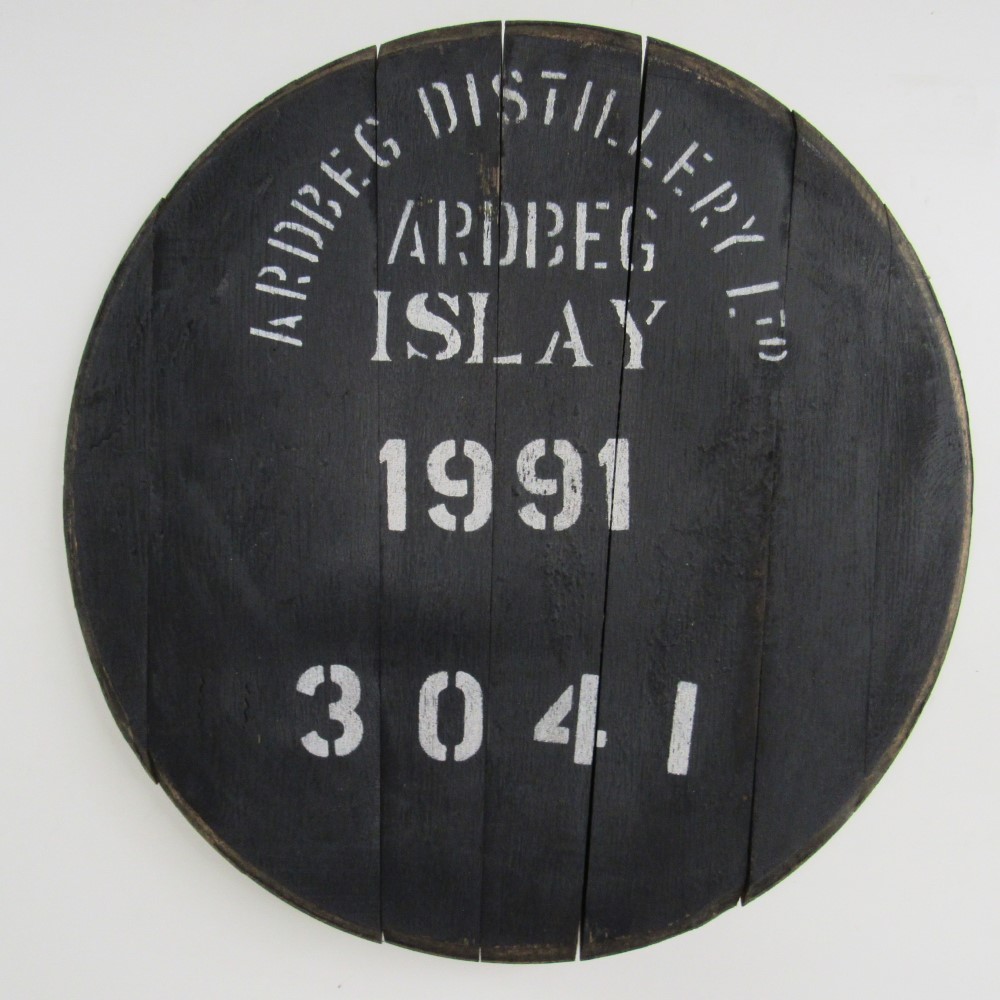 ARDBEG DISTILLERY LTD
ARDBEG
ISLAY
1991
3041